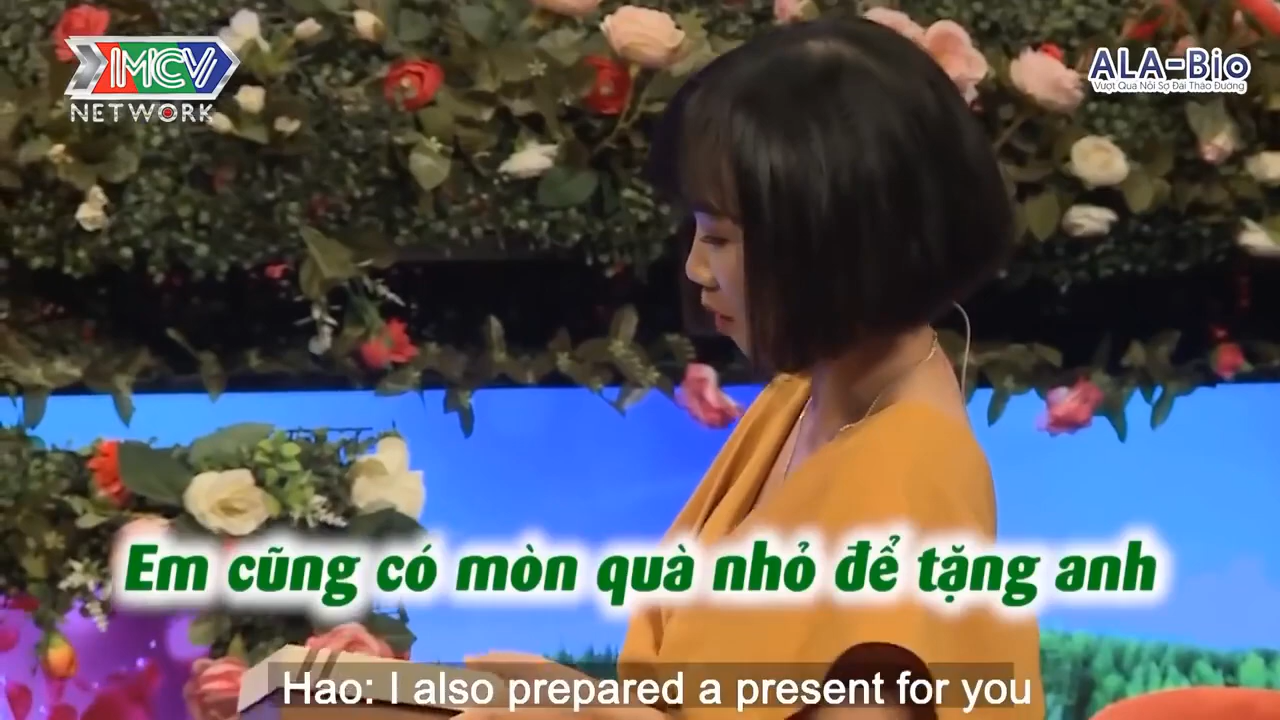 MCV
NETWORK
ALA-Bio
Vượt Qua Nỗi Sợ Đái Tháo Đường
Em cũng có mòn quà nhỏ để tặng anh
Hao: I also prepared a present for you